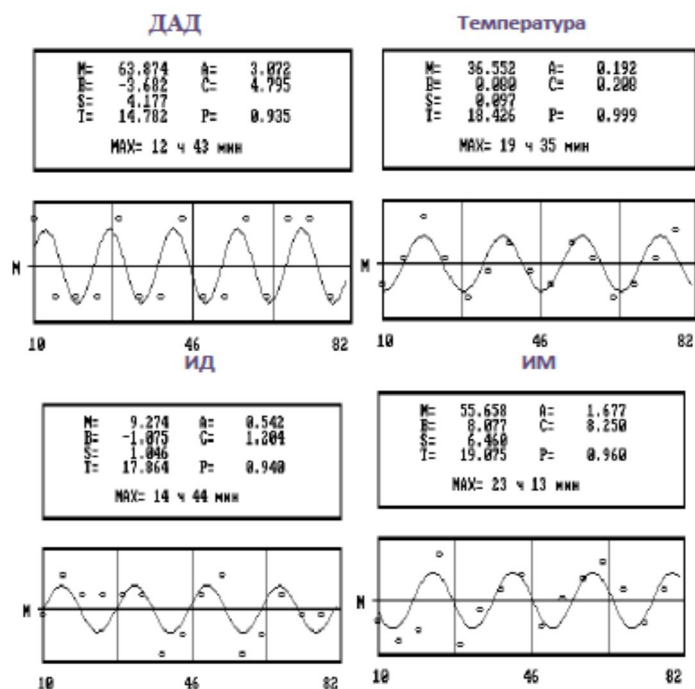 ДАД
M= 63.874 A= 3.072
B= -3.682 C= 4.795
S= 4.177
T= 14.782 P= 0.935
MAX= 12 ч 43 мин
M
10 46 82
Температура
M= 36.552 A= 0.192
B= 0.080 C= 0.208
S= 0.097
T= 18.426 P= 0.999
MAX= 19 ч 35 мин
M
10 46 82
ИД
M= 9.274 A= 0.542
B= -1.075 C= 1.204
S= 1.046
T= 17.864 P= 0.940
MAX= 14 ч 44 мин
M
10 46 82
ИМ
M= 55.658 A= 1.677
B= 8.077 C= 8.250
S= 6.460
T= 19.075 P= 0.960
MAX= 23 ч 13 мин
M
10 46 82